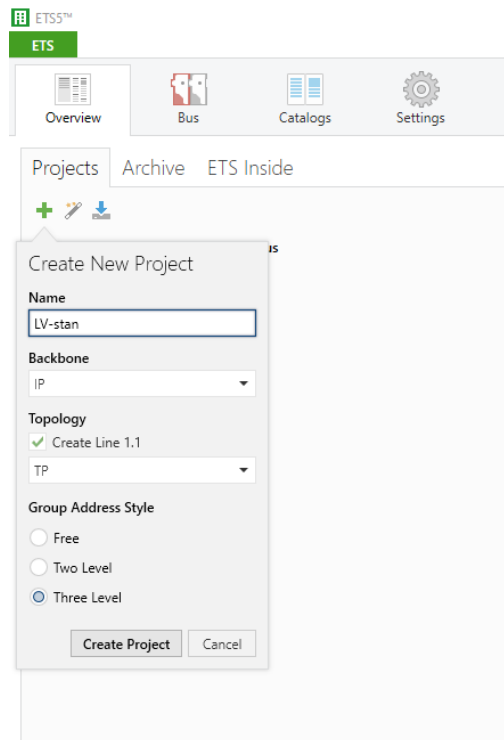 ETS5™
ETS
Overview Bus Catalogs Settings
Projects Archive ETS Inside
us
Create New Project
Name
LV-stan
Backbone
IP
Topology
Create Line 1.1
TP
Group Address Style
Free
Two Level
Three Level
Create Project Cancel